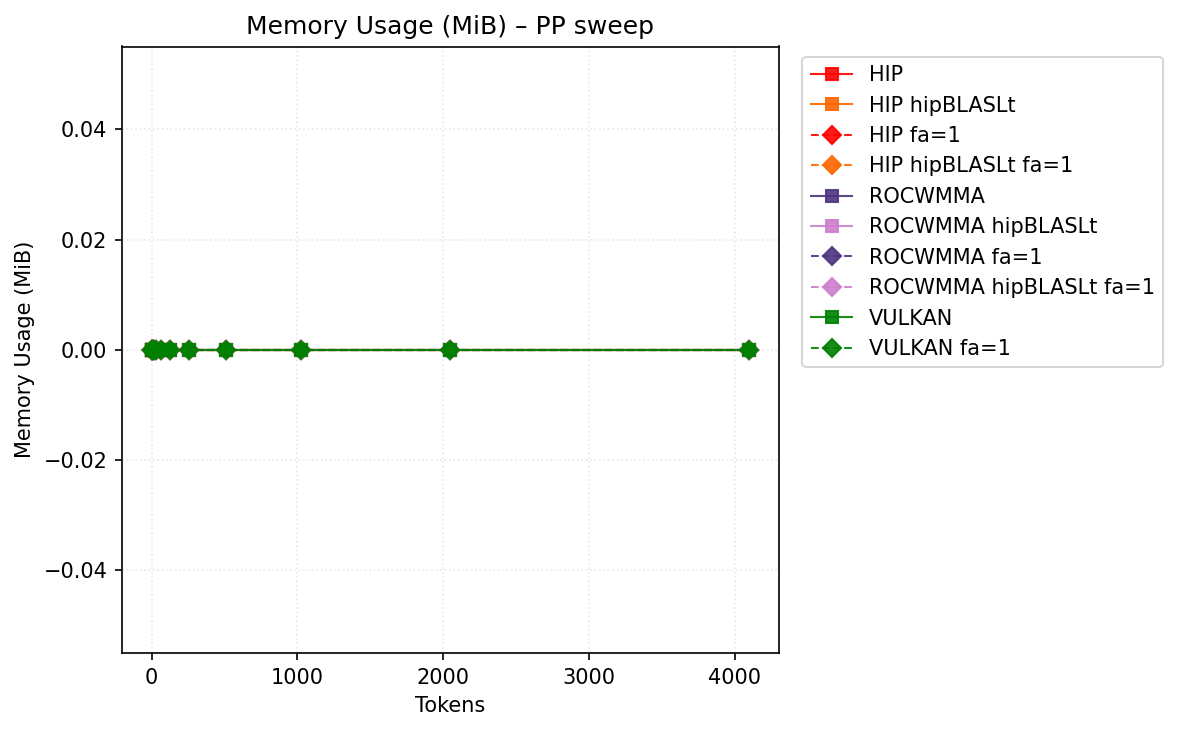 Memory Usage (MiB) – PP sweep
0.04
0.02
0.00
−0.02
−0.04
Memory Usage (MiB)
0
1000
2000
3000
4000
Tokens
HIP
HIP hipBLASLt
HIP fa=1
HIP hipBLASLt fa=1
ROCWMMA
ROCWMMA hipBLASLt
ROCWMMA fa=1
ROCWMMA hipBLASLt fa=1
VULKAN
VULKAN fa=1